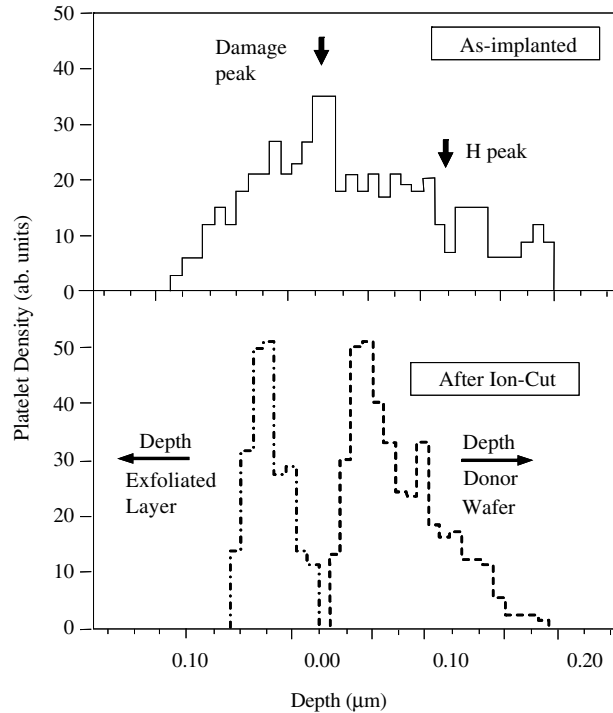 50
40
30
20
10
0
Damage
peak
As-implanted
H peak
Platelet Density (ab. units)
50
40
30
20
10
0
After Ion-Cut
Depth
Exfoliated
Layer
Depth
Donor
Wafer
0.10 0.00 0.10 0.20
Depth (μm)